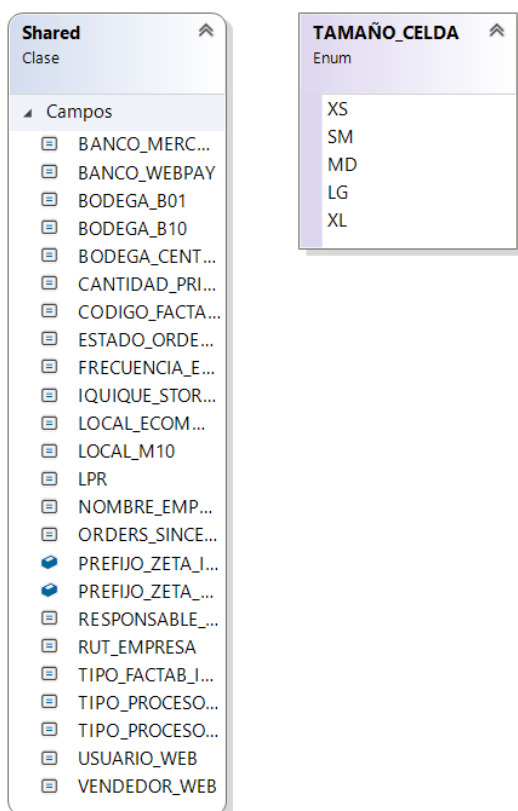 Shared
Clase
Campos
BANCO_MERC...
BANCO_WEBPAY
BODEGA_B01
BODEGA_B10
BODEGA_CENT...
CANTIDAD_PRI...
CODIGO_FACTA...
ESTADO_ORDE...
FRECUENCIA_E...
IQUIQUE_STOR...
LOCAL_ECOM...
LOCAL_M10
LPR
NOMBRE_EMP...
ORDERS_SINCE...
PREFIJO_ZETA_I...
PREFIJO_ZETA_...
RESPONSABLE_...
RUT_EMPRESA
TIPO_FACTAB_I...
TIPO_PROCESO...
TIPO_PROCESO...
USUARIO_WEB
VENDEDOR_WEB
TAMAÑO_CELDA
Enum
XS
SM
MD
LG
XL